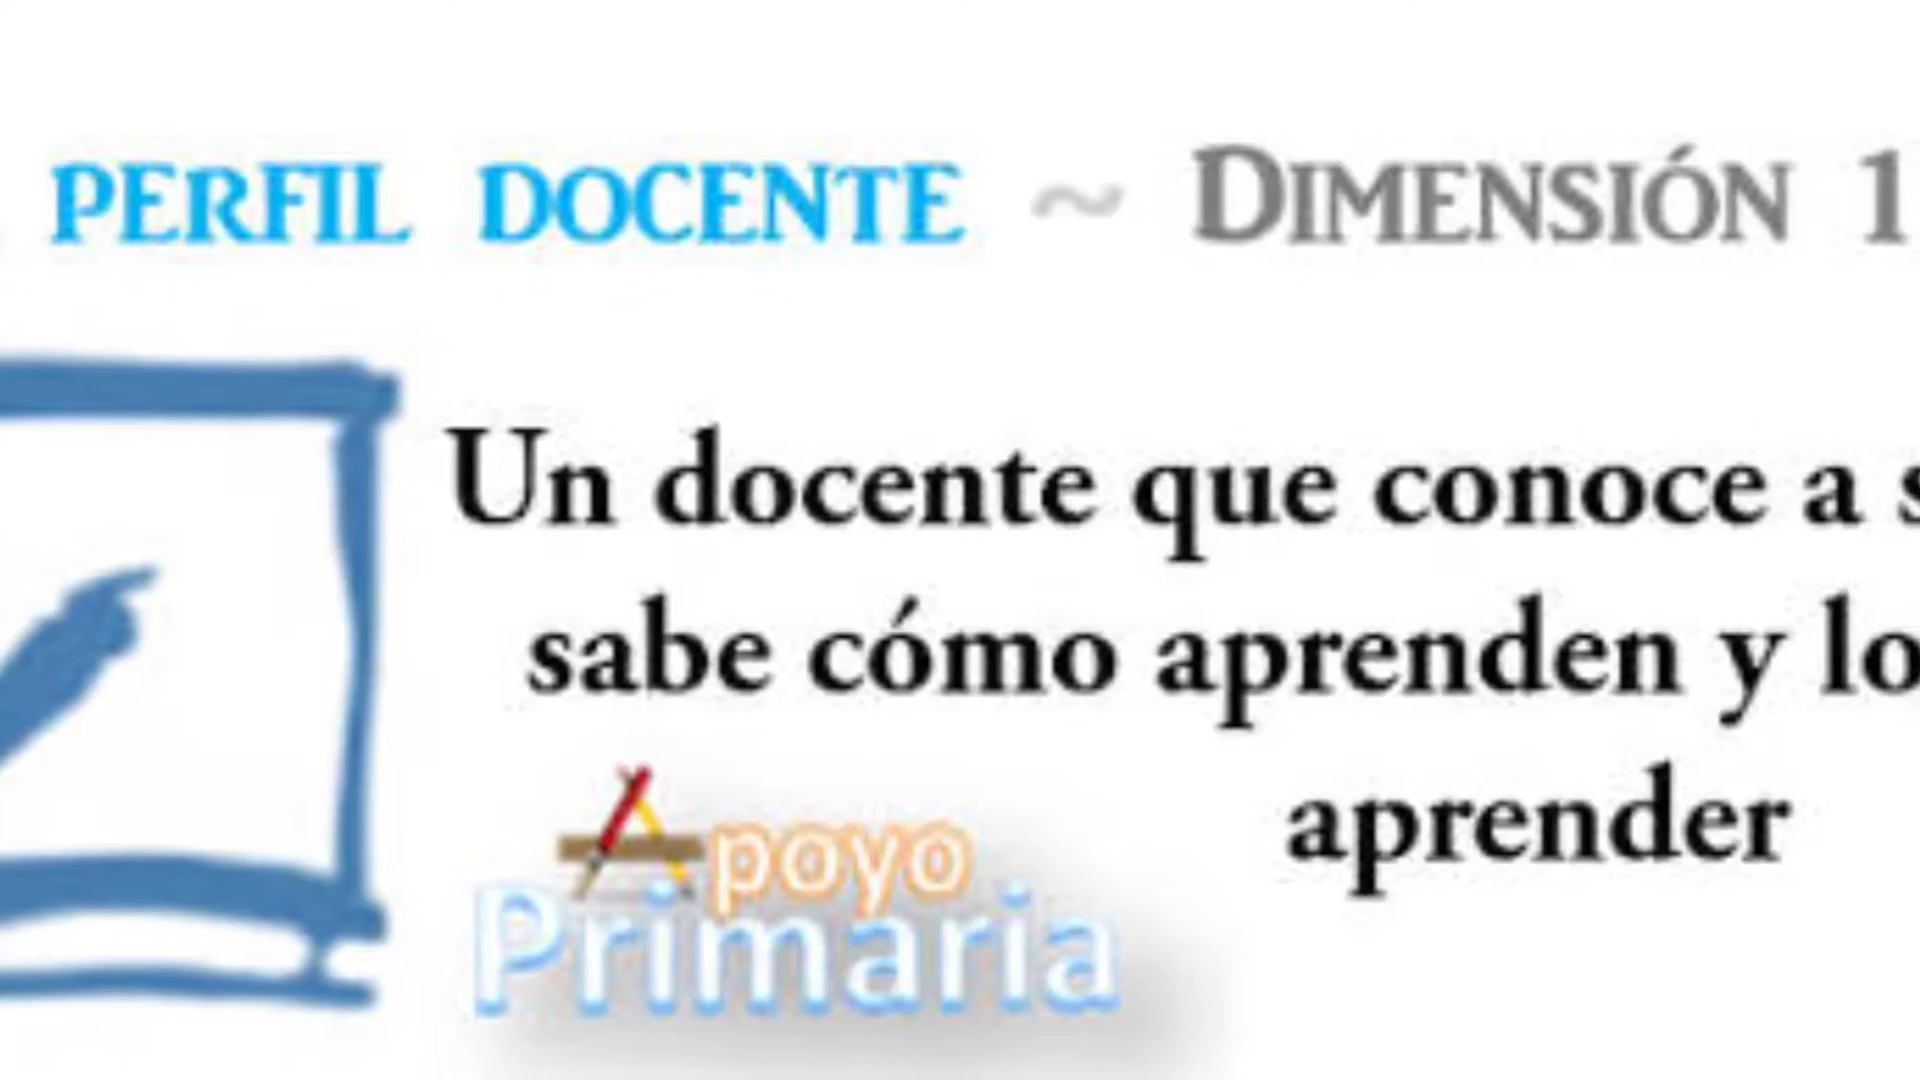 PERFIL DOCENTE ~ DIMENSIÓN 1
Un docente que conoce a s
sabe cómo aprenden y lo
aprender
Apoyo
Primaria